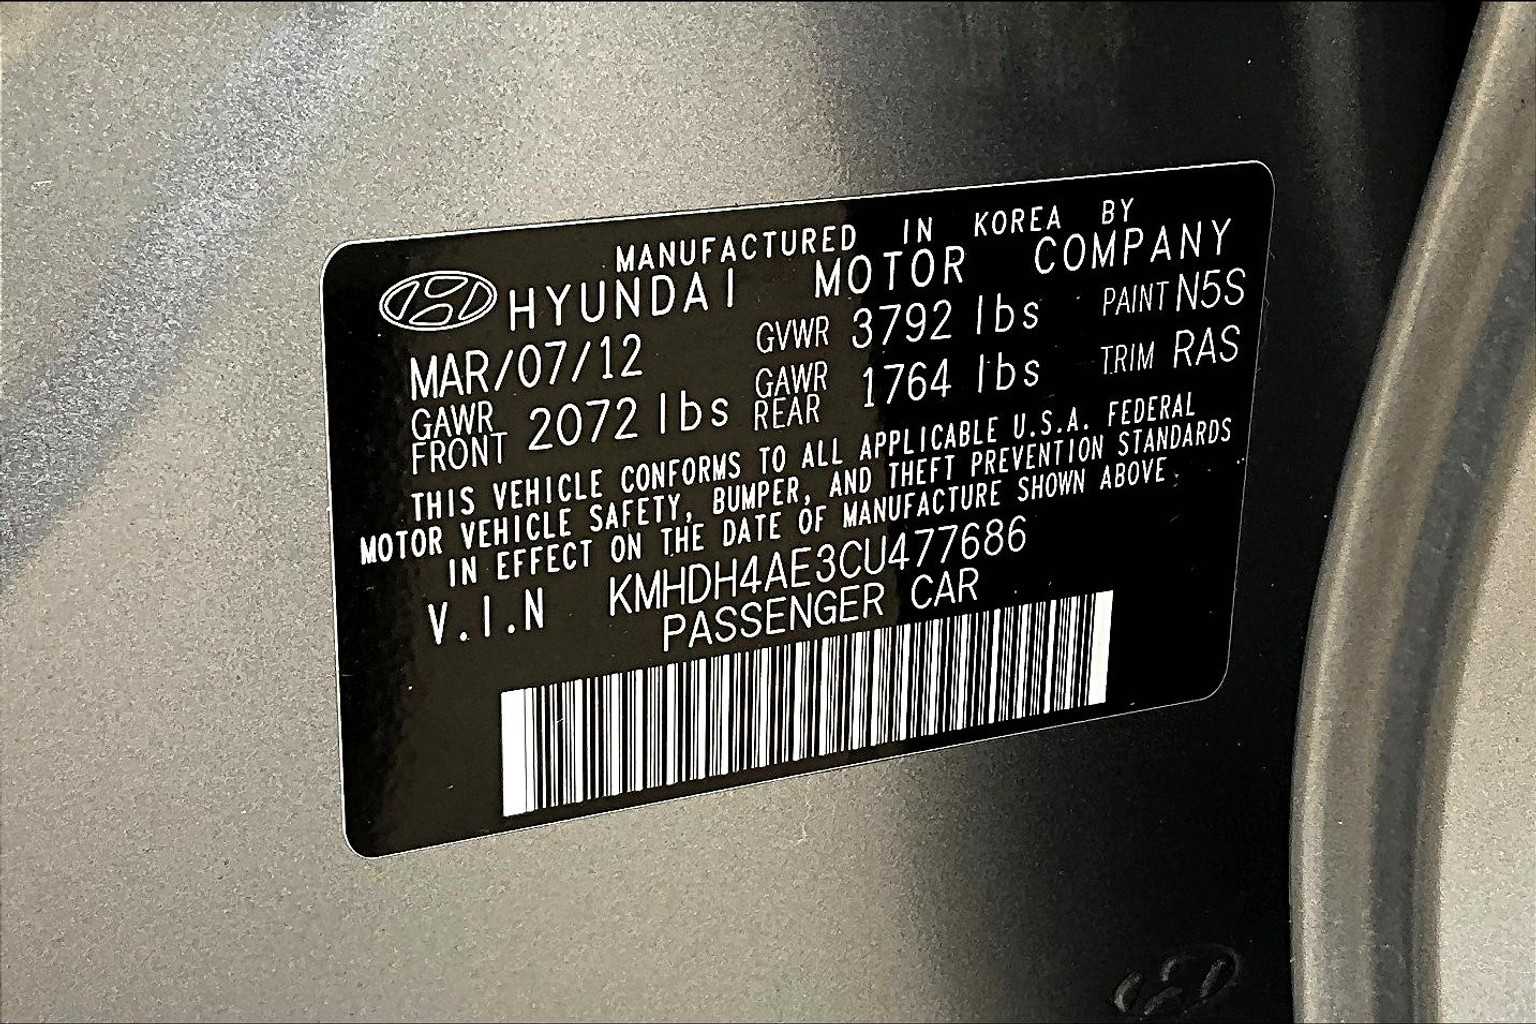 MANUFACTURED IN KOREA BY
HYUNDAI MOTOR COMPANY
MAR/07/12 GVWR 3792 lbs PAINT N5S
GAWR FRONT 2072 lbs GAWR REAR 1764 lbs TRIM RAS
THIS VEHICLE CONFORMS TO ALL APPLICABLE U.S.A. FEDERAL
MOTOR VEHICLE SAFETY, BUMPER, AND THEFT PREVENTION STANDARDS
IN EFFECT ON THE DATE OF MANUFACTURE SHOWN ABOVE.
V.I.N KMHDH4AE3CU477686
PASSENGER CAR